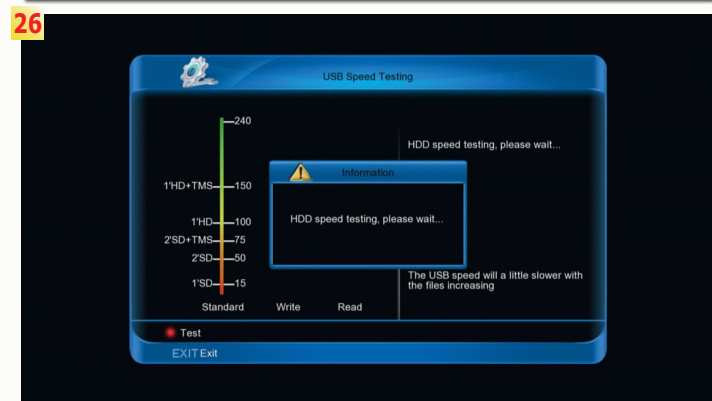 26
USB Speed Testing
240
HDD speed testing, please wait...
Information
1'HD+TMS 150
HDD speed testing, please wait...
1'HD 100
2'SD+TMS 75
2'SD 50
The USB speed will a little slower with
the files increasing
1'SD 15
Standard Write Read
Test
EXIT Exit